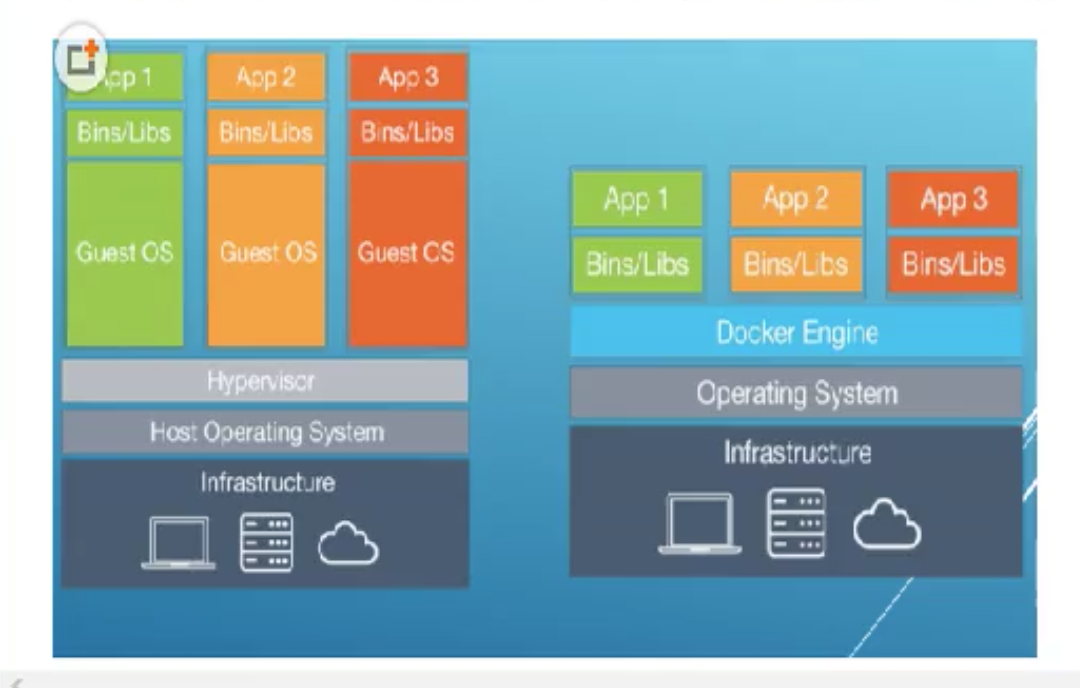 App 1
App 2
App 3
Bins/Libs
Bins/Libs
Bins/Libs
Guest OS
Guest OS
Guest OS
Hypervisor
Host Operating System
Infrastructure
App 1
App 2
App 3
Bins/Libs
Bins/Libs
Bins/Libs
Docker Engine
Operating System
Infrastructure